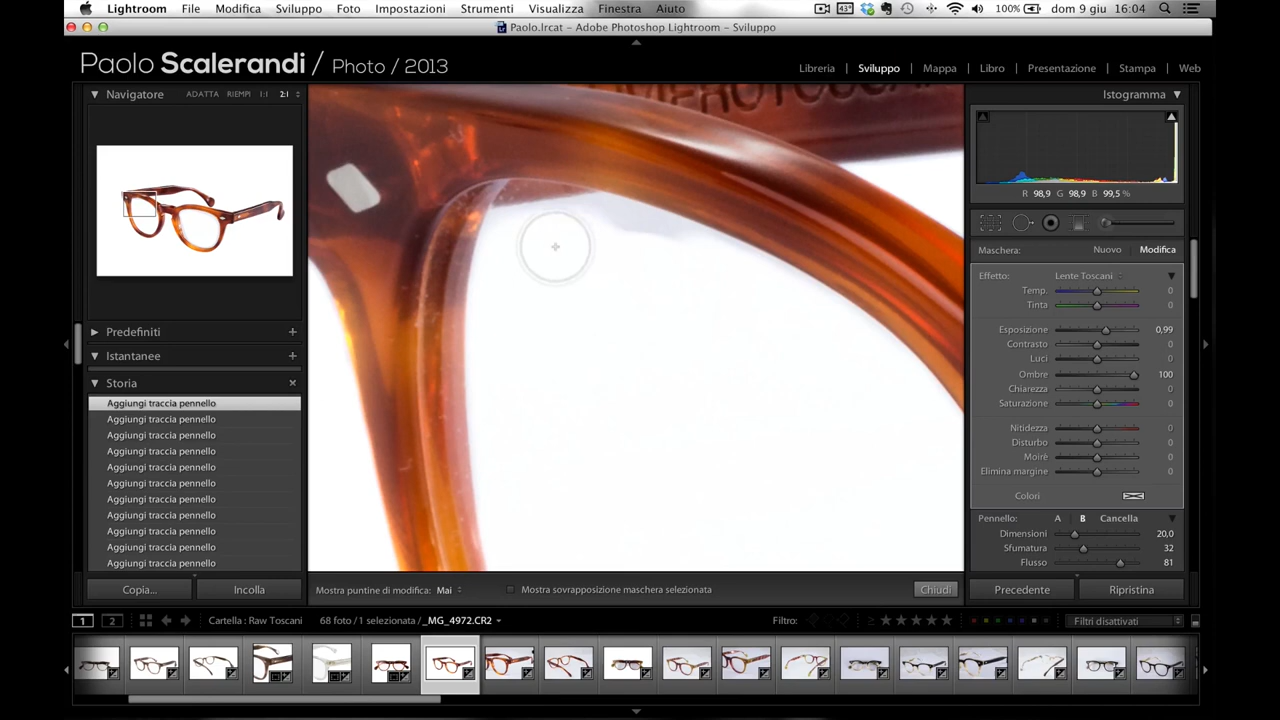 Lightroom File Modifica Sviluppo Foto Impostazioni Strumenti Visualizza Finestra Aiuto 43° 100% dom 9 giu 16:04
Paolo.lrcat – Adobe Photoshop Lightroom – Sviluppo
Paolo Scalerandi / Photo / 2013
Libreria Sviluppo Mappa Libro Presentazione Stampa Web
Navigatore ADATTA RIEMPI 1:1 2:1
Istogramma
R 98,9 G 98,9 B 99,5 %
Maschera: Nuovo Modifica
Effetto: Lente Toscani
Temp. 0
Tinta 0
Esposizione 0,99
Contrasto 0
Luci 0
Ombre 100
Chiarezza 0
Saturazione 0
Nitidezza 0
Disturbo 0
Moirè 0
Elimina margine 0
Colori
Pennello: A B Cancella
Dimensioni 20,0
Sfumatura 32
Flusso 81
Predefiniti
Istantanee
Storia
Aggiungi traccia pennello
Aggiungi traccia pennello
Aggiungi traccia pennello
Aggiungi traccia pennello
Aggiungi traccia pennello
Aggiungi traccia pennello
Aggiungi traccia pennello
Aggiungi traccia pennello
Aggiungi traccia pennello
Aggiungi traccia pennello
Aggiungi traccia pennello
Copia... Incolla
Mostra puntine di modifica: Mai Mostra sovrapposizione maschera selezionata Chiudi
Precedente Ripristina
1 2 Cartella : Raw Toscani 68 foto / 1 selezionata / _MG_4972.CR2 Filtro: Filtri disattivati